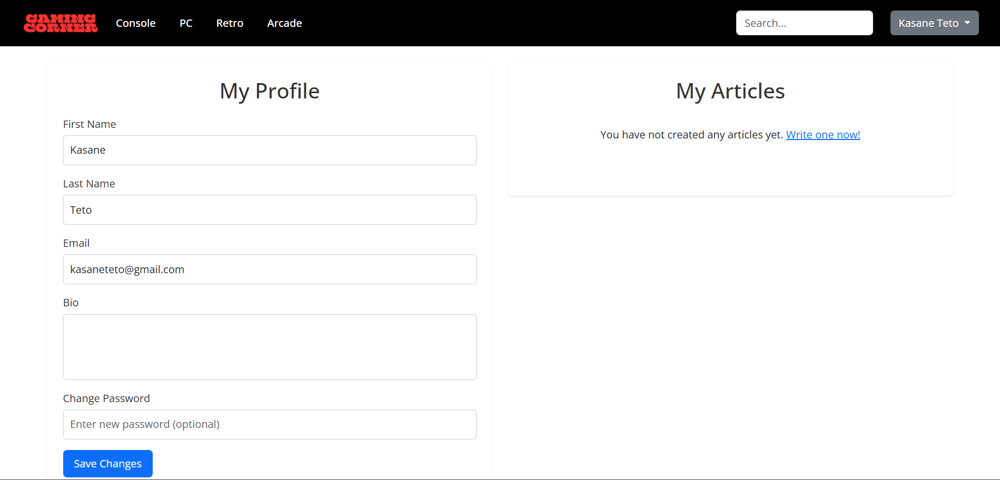 GAMING
CORNER
Console PC Retro Arcade
Search...
Kasane Teto
My Profile
First Name
Kasane
Last Name
Teto
Email
kasaneteto@gmail.com
Bio
Change Password
Enter new password (optional)
Save Changes
My Articles
You have not created any articles yet. Write one now!